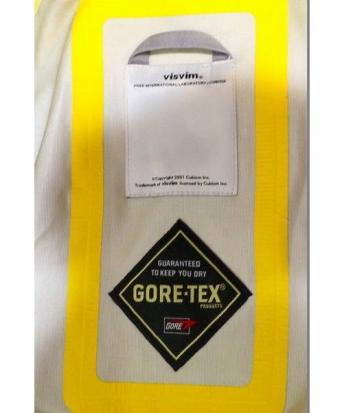 visvim®
FREE INTERNATIONAL LABORATORY
©Copyright 2001 Cubism Inc.
Trademark of visvim licensed by Cubism Inc.
GUARANTEED
TO KEEP YOU DRY
GORE-TEX®
PRODUCTS
GORE